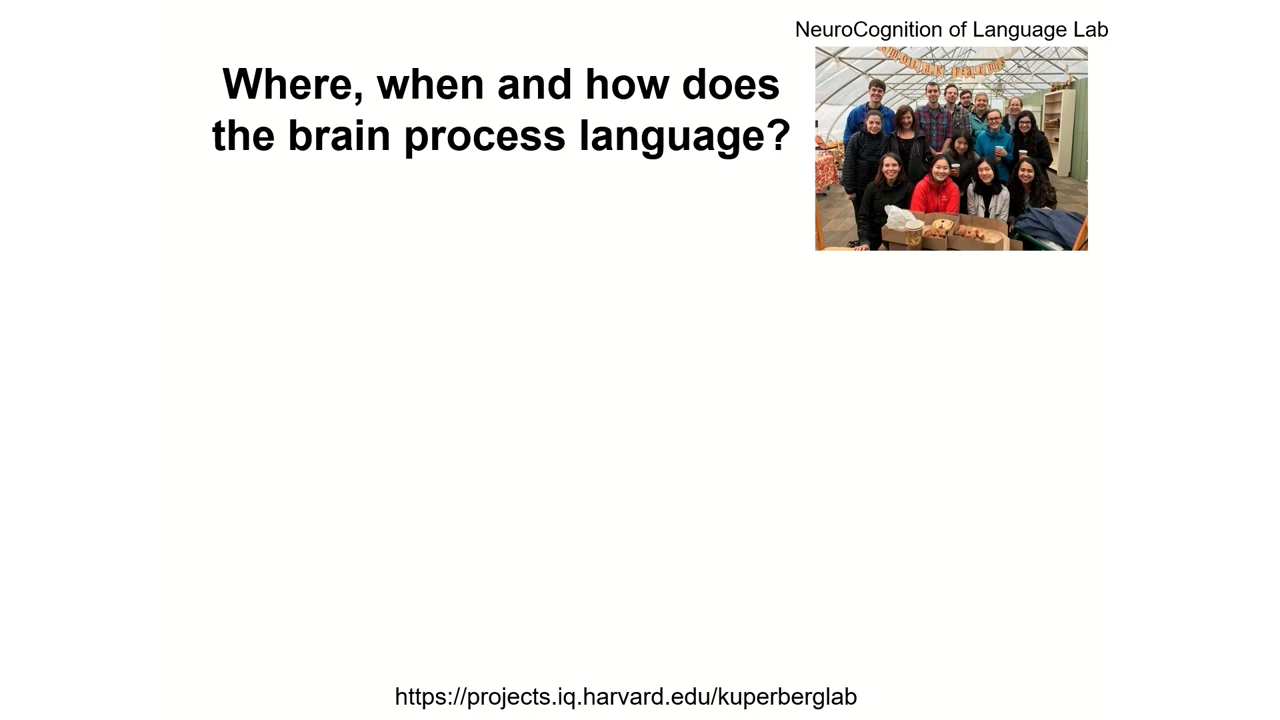 NeuroCognition of Language Lab
Where, when and how does
the brain process language?
https://projects.iq.harvard.edu/kuperberglab